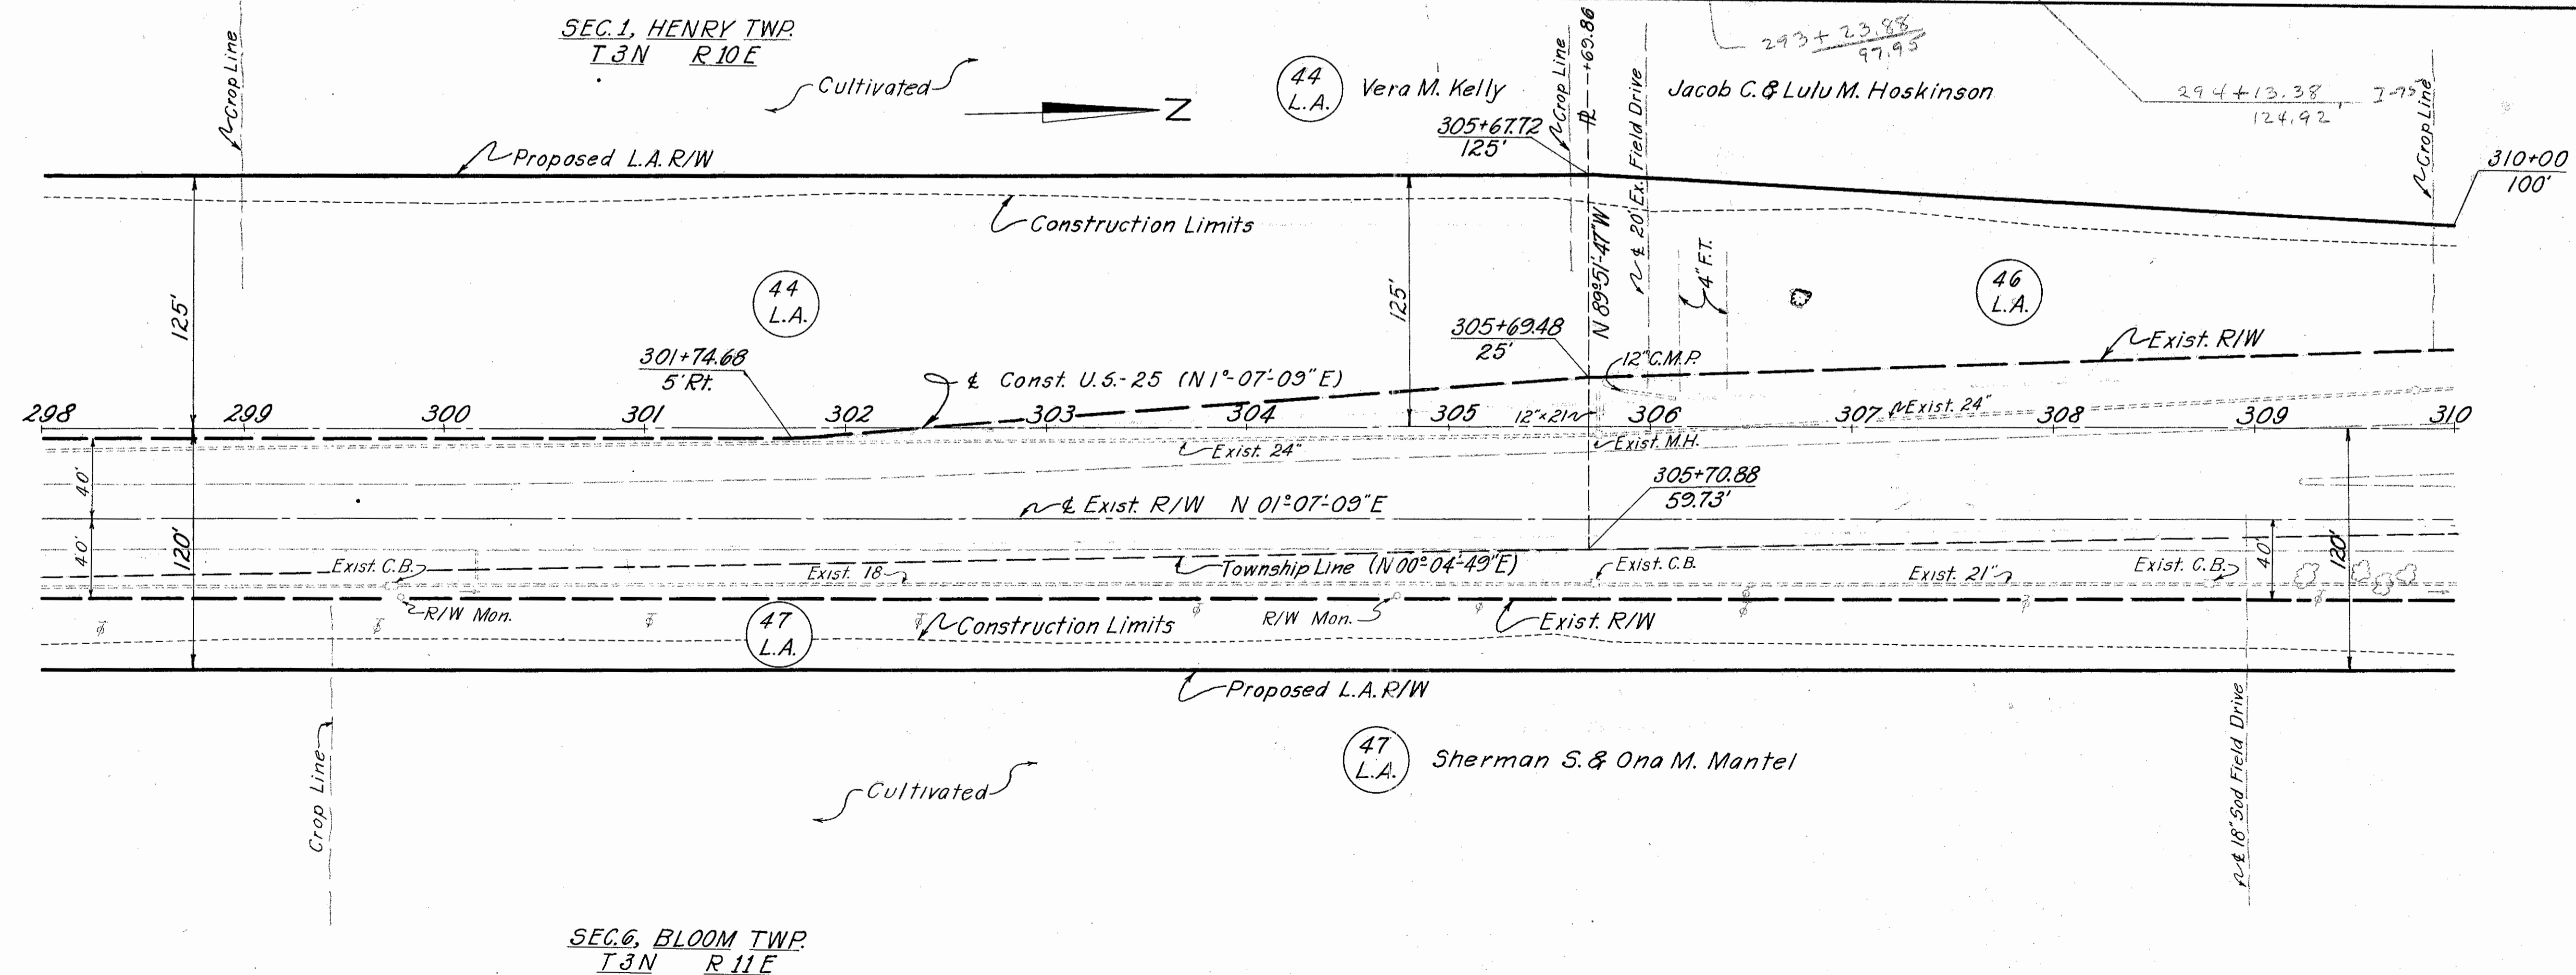 SEC.1, HENRY TWP.
T 3 N R 10 E
Crop Line
Cultivated
N
44
L.A.
Vera M. Kelly
Crop Line
+69.86
Jacob C. & Lulu M. Hoskinson
293+23.88
97.95
294+13.38 I-75
124.92
Crop Line
Proposed L.A. R/W
305+67.72
125'
℄ 20' Ex. Field Drive
310+00
100'
Construction Limits
N 89°-51'-47"W
4" F.T.
125'
44
L.A.
125'
46
L.A.
301+74.68
5' Rt.
℄ Const. U.S.-25 (N 1°-07'-09"E)
305+69.48
25'
12" C.M.P.
Exist. R/W
298 299 300 301 302 303 304 305 306 307 308 309 310
12"x21
Exist. 24"
Exist. 24"
Exist. M.H.
40'
305+70.88
59.73'
℄ Exist. R/W N 01°-07'-09"E
40'
120'
Exist. C.B.
Exist. 18
Township Line (N 00°-04'-49"E)
Exist. C.B.
Exist. 21"
Exist. C.B.
40'
120'
R/W Mon.
47
L.A.
Construction Limits
R/W Mon.
Exist. R/W
Proposed L.A. R/W
Crop Line
Cultivated
47
L.A.
Sherman S. & Ona M. Mantel
℄ 18" Sod Field Drive
SEC.6, BLOOM TWP.
T 3 N R 11 E